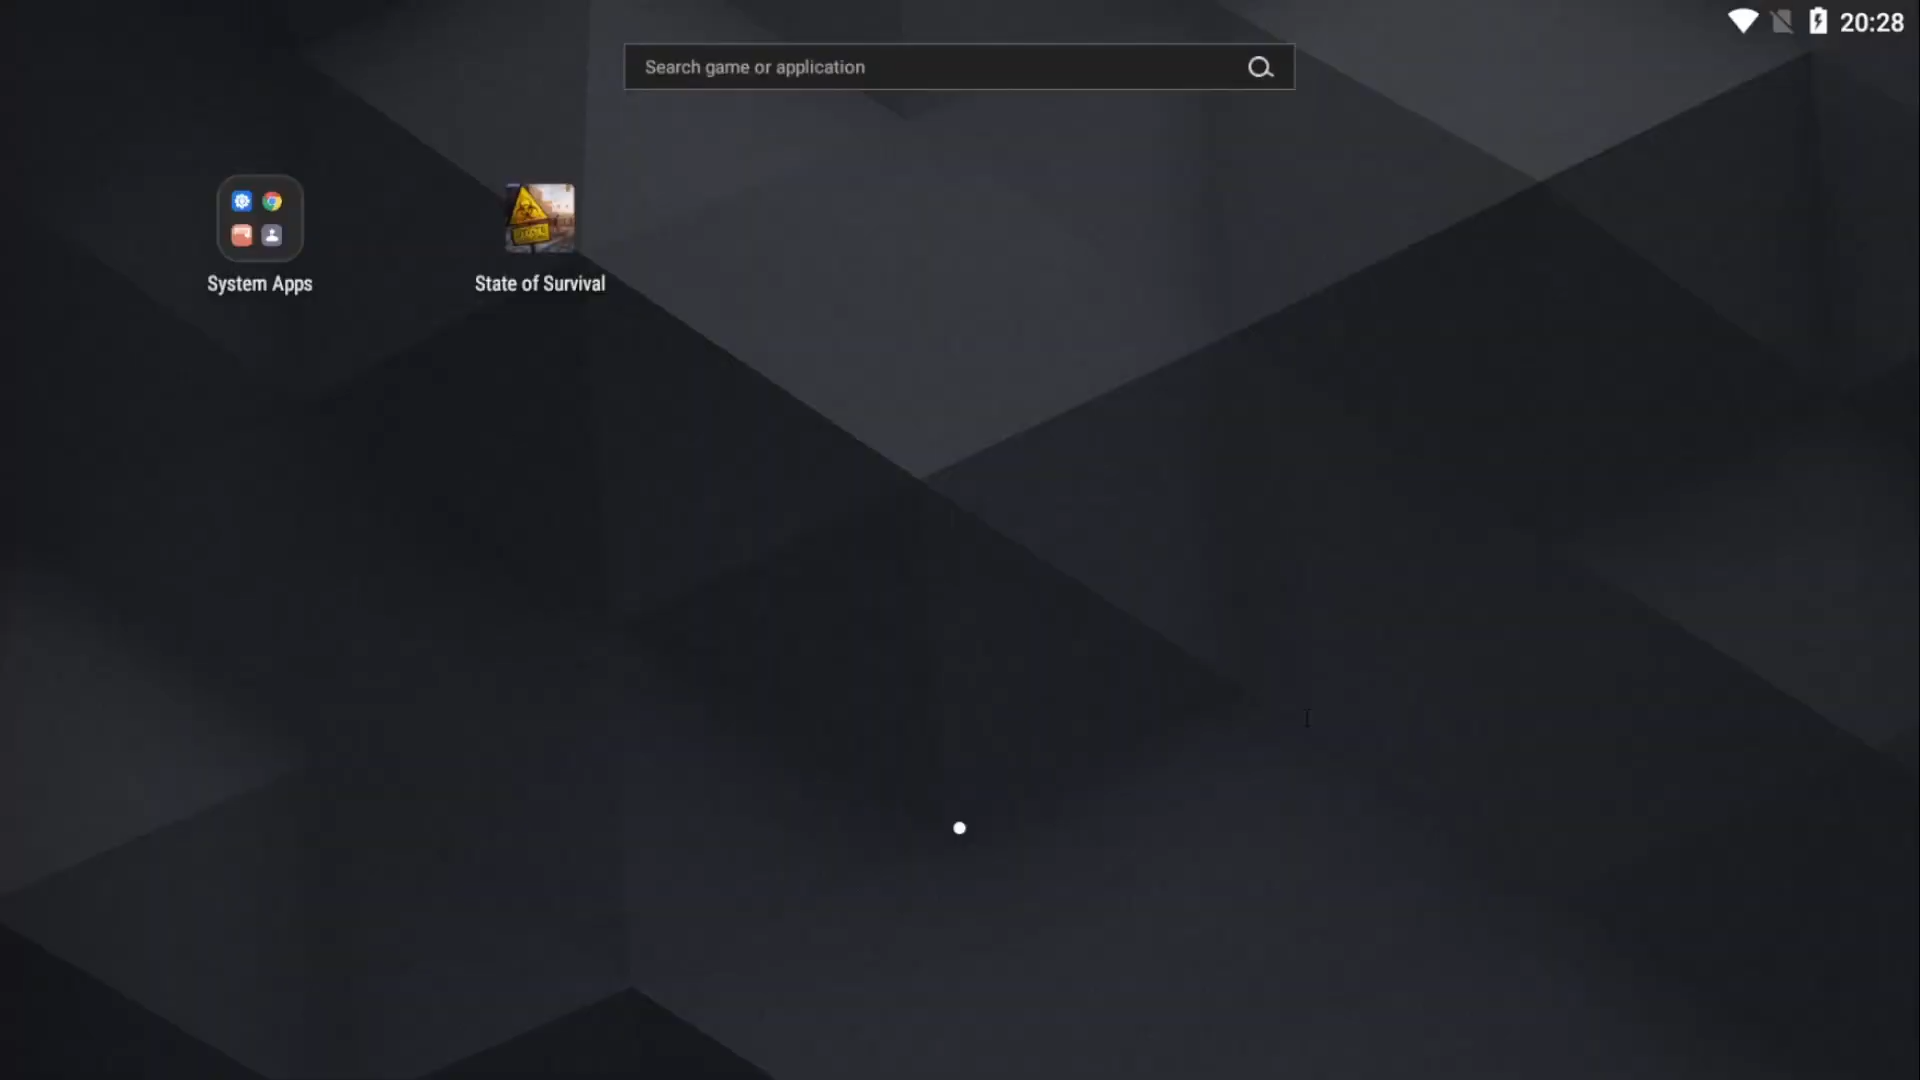 20:28
Search game or application
System Apps
State of Survival